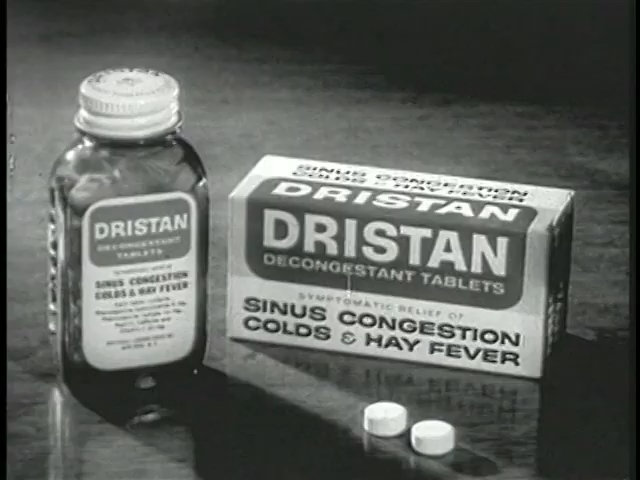 DRISTAN
DECONGESTANT
TABLETS
SINUS CONGESTION
COLDS & HAY FEVER
SINUS CONGESTION
COLDS & HAY FEVER
DRISTAN
DRISTAN
DECONGESTANT TABLETS
SYMPTOMATIC RELIEF OF
SINUS CONGESTION
COLDS & HAY FEVER